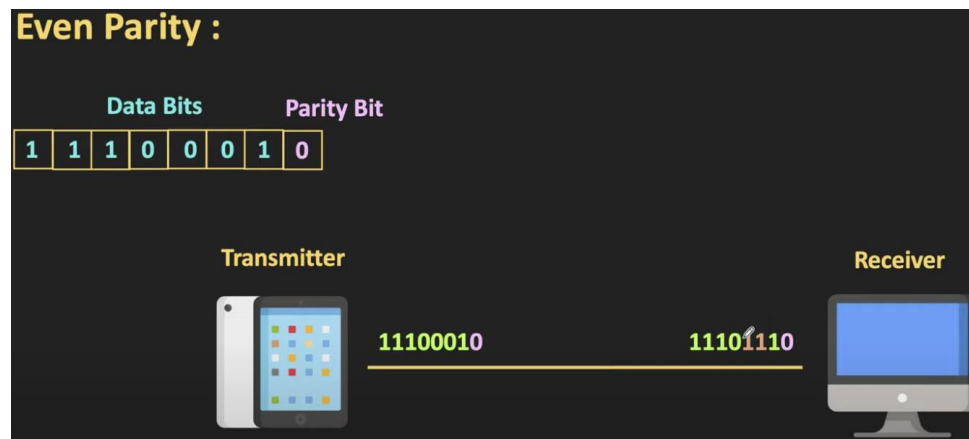 Even Parity :
Data Bits Parity Bit
1 1 1 0 0 0 1 0
Transmitter Receiver
11100010 11101110